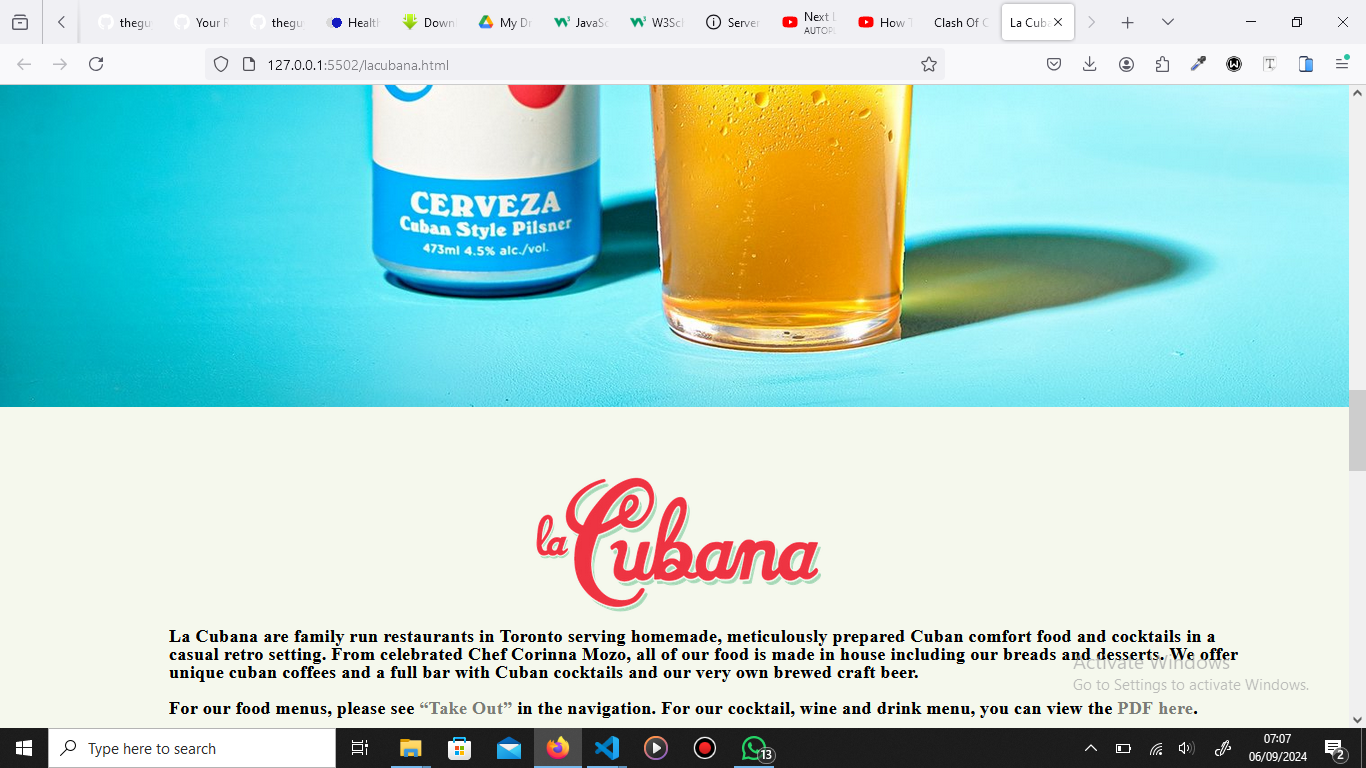 thegu
Your R
thegu
Health
Down
My Dr
JavaSc
W3Sch
Server
Next L
AUTOPL
How T
Clash Of C
La Cuba
127.0.0.1:5502/lacubana.html
CERVEZA
Cuban Style Pilsner
473ml 4.5% alc./vol.
la Cubana
La Cubana are family run restaurants in Toronto serving homemade, meticulously prepared Cuban comfort food and cocktails in a
casual retro setting. From celebrated Chef Corinna Mozo, all of our food is made in house including our breads and desserts. We offer
unique cuban coffees and a full bar with Cuban cocktails and our very own brewed craft beer.
Activate Windows
Go to Settings to activate Windows.
For our food menus, please see “Take Out” in the navigation. For our cocktail, wine and drink menu, you can view the PDF here.
Type here to search
13
07:07
06/09/2024
2